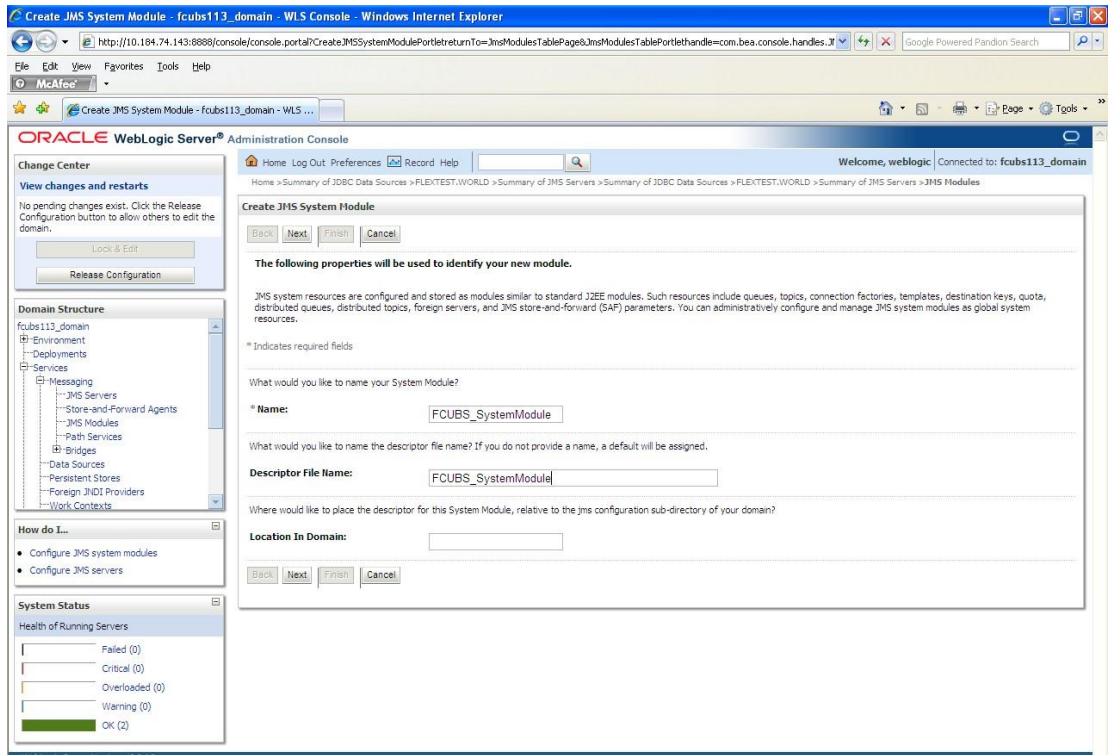 Create JMS System Module - fcubs113_domain - WLS Console - Windows Internet Explorer
http://10.184.74.143:8888/console/console.portal?CreateJMSSystemModulePortletreturnTo=JmsModulesTablePage&JmsModulesTablePortlethandle=com.bea.console.handles.J
Google Powered Pandion Search
File Edit View Favorites Tools Help
McAfee
Create JMS System Module - fcubs113_domain - WLS ...
Page Tools »
ORACLE WebLogic Server® Administration Console
Change Center
View changes and restarts
No pending changes exist. Click the Release
Configuration button to allow others to edit the
domain.
Lock & Edit
Release Configuration
Domain Structure
fcubs113_domain
Environment
Deployments
Services
Messaging
JMS Servers
Store-and-Forward Agents
JMS Modules
Path Services
Bridges
Data Sources
Persistent Stores
Foreign JNDI Providers
Work Contexts
How do I...
Configure JMS system modules
Configure JMS servers
System Status
Health of Running Servers
Failed (0)
Critical (0)
Overloaded (0)
Warning (0)
OK (2)
Home Log Out Preferences Record Help
Welcome, weblogic Connected to: fcubs113_domain
Home >Summary of JDBC Data Sources >FLEXTEST.WORLD >Summary of JMS Servers >Summary of JDBC Data Sources >FLEXTEST.WORLD >Summary of JMS Servers >JMS Modules
Create JMS System Module
Back Next Finish Cancel
The following properties will be used to identify your new module.
JMS system resources are configured and stored as modules similar to standard J2EE modules. Such resources include queues, topics, connection factories, templates, destination keys, quota,
distributed queues, distributed topics, foreign servers, and JMS store-and-forward (SAF) parameters. You can administratively configure and manage JMS system modules as global system
resources.
* Indicates required fields
What would you like to name your System Module?
* Name: FCUBS_SystemModule
What would you like to name the descriptor file name? If you do not provide a name, a default will be assigned.
Descriptor File Name: FCUBS_SystemModule
Where would like to place the descriptor for this System Module, relative to the jms configuration sub-directory of your domain?
Location In Domain:
Back Next Finish Cancel